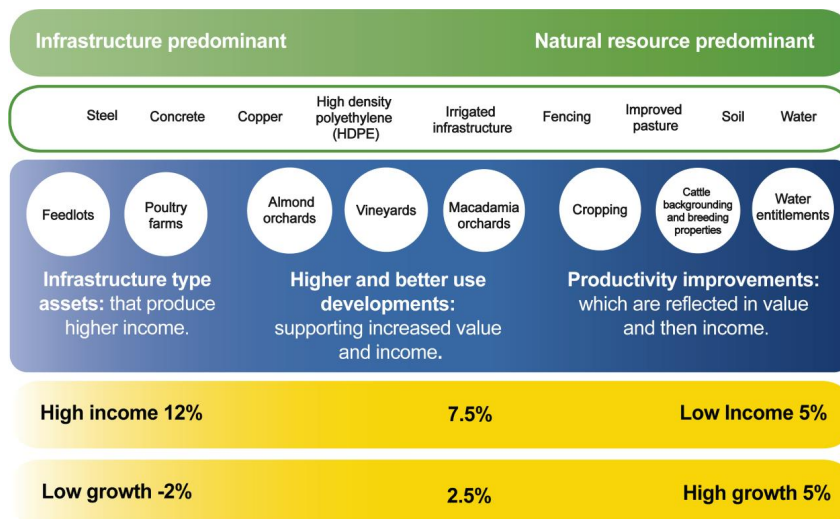 Infrastructure predominant
Natural resource predominant
Steel
Concrete
Copper
High density
polyethylene
(HDPE)
Irrigated
infrastructure
Fencing
Improved
pasture
Soil
Water
Feedlots
Poultry
farms
Almond
orchards
Vineyards
Macadamia
orchards
Cropping
Cattle
backgrounding
and breeding
properties
Water
entitlements
Infrastructure type
assets: that produce
higher income.
Higher and better use
developments:
supporting increased value
and income.
Productivity improvements:
which are reflected in value
and then income.
High income 12%
7.5%
Low Income 5%
Low growth -2%
2.5%
High growth 5%